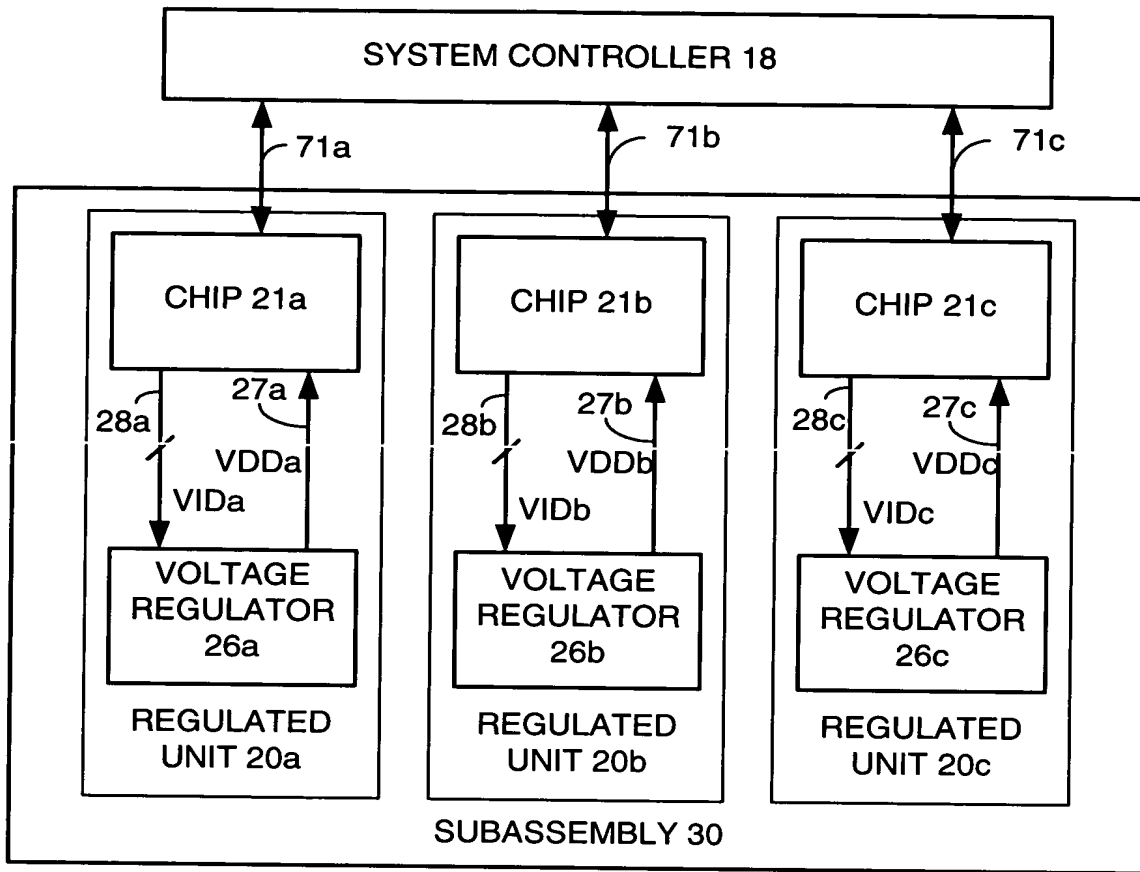 SYSTEM CONTROLLER 18
71a
71b
71c
CHIP 21a
CHIP 21b
CHIP 21c
28a
27a
VDDa
VIDa
28b
27b
VDDb
VIDb
28c
27c
VDDc
VIDc
VOLTAGE
REGULATOR
26a
VOLTAGE
REGULATOR
26b
VOLTAGE
REGULATOR
26c
REGULATED
UNIT 20a
REGULATED
UNIT 20b
REGULATED
UNIT 20c
SUBASSEMBLY 30